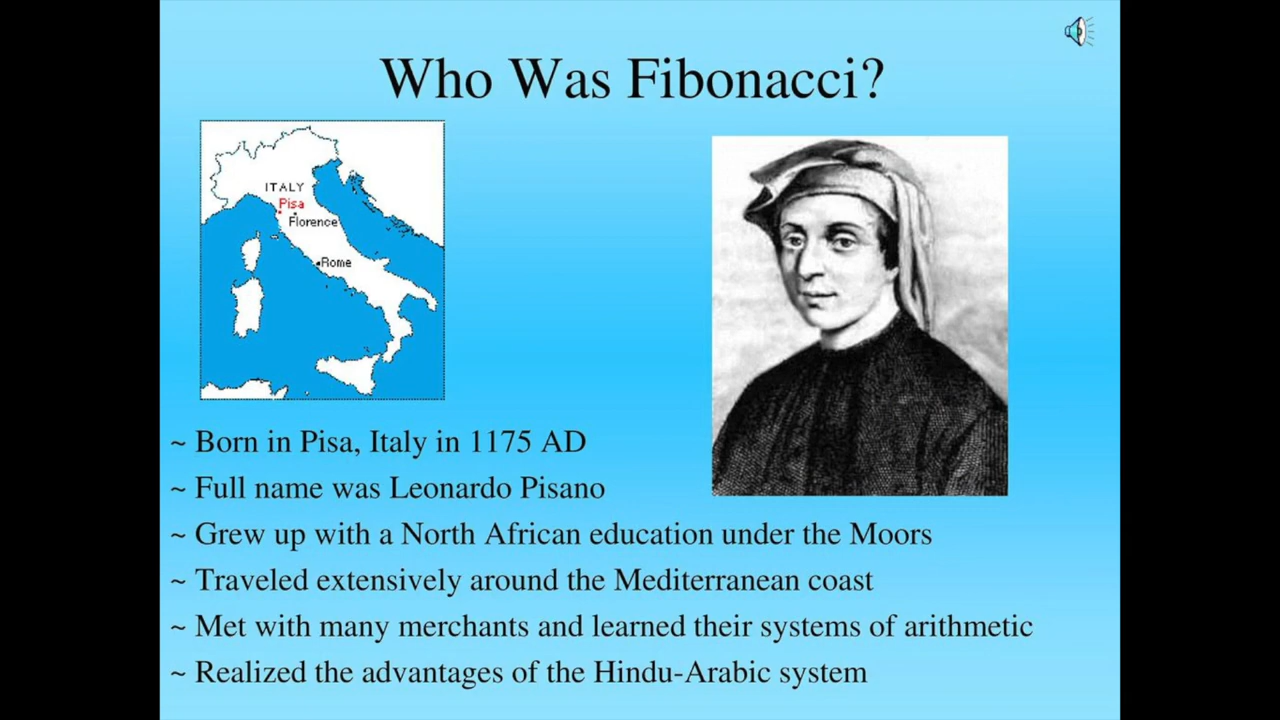 Who Was Fibonacci?
ITALY
Pisa
Florence
Rome
~ Born in Pisa, Italy in 1175 AD
~ Full name was Leonardo Pisano
~ Grew up with a North African education under the Moors
~ Traveled extensively around the Mediterranean coast
~ Met with many merchants and learned their systems of arithmetic
~ Realized the advantages of the Hindu-Arabic system